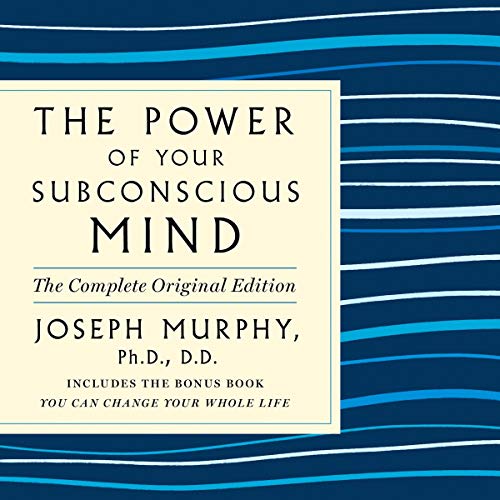 THE POWER
OF YOUR
SUBCONSCIOUS
MIND
The Complete Original Edition
JOSEPH MURPHY,
Ph.D., D.D.
INCLUDES THE BONUS BOOK
YOU CAN CHANGE YOUR WHOLE LIFE